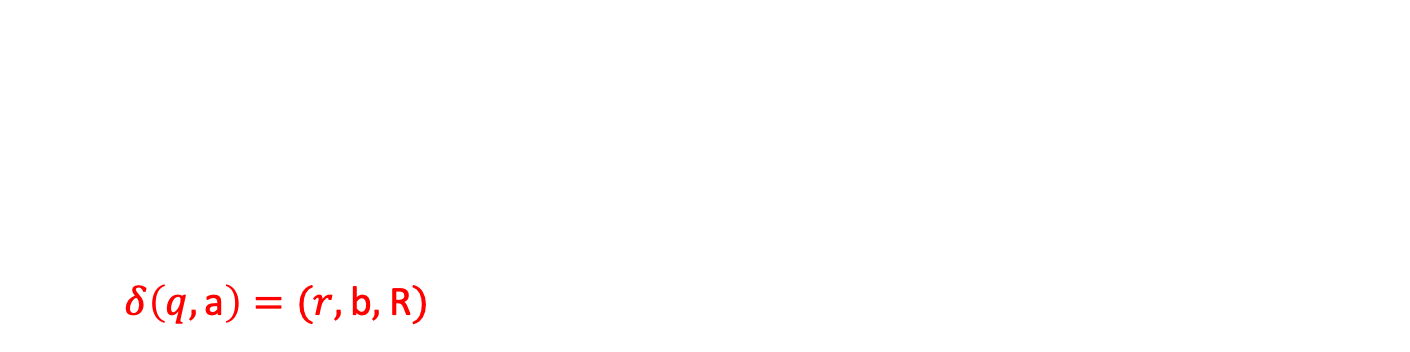 δ(q, a) = (r, b, R)